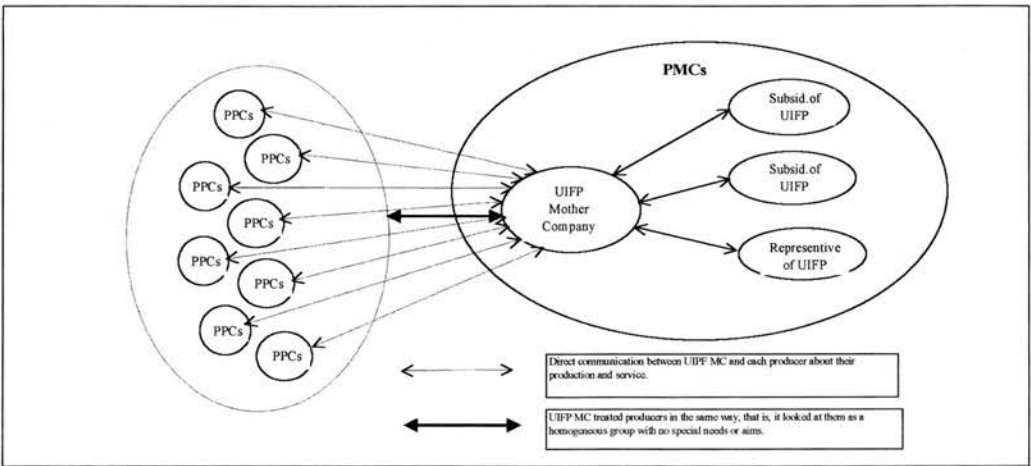 PMCs
PPCs
PPCs
PPCs
PPCs
PPCs
PPCs
PPCs
PPCs
UIFP
Mother
Company
Subsid.of
UIFP
Subsid.of
UIFP
Representive
of UIFP
Direct communication between UIPF MC and each producer about their
production and service.
UIFP MC treated producers in the same way, that is, it looked at them as a
homogeneous group with no special needs or aims.